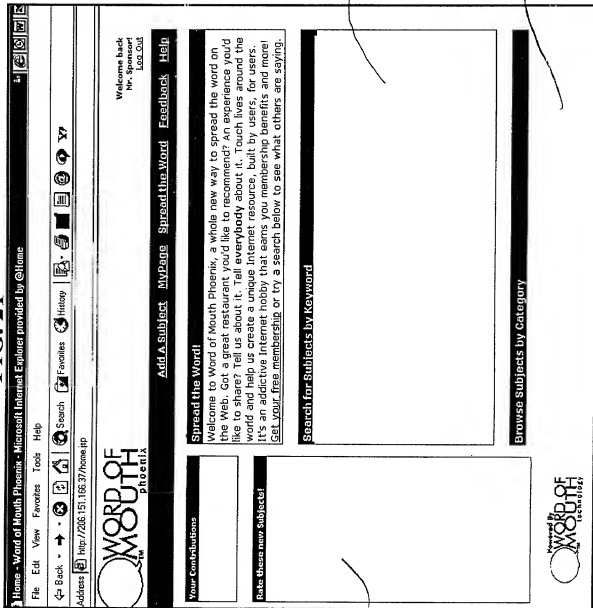 Home - Word of Mouth Phoenix - Microsoft Internet Explorer provided by @Home
File Edit View Favorites Tools Help
Back Search Favorites History
Address http://206.151.166.37/home.jsp
WORD OF
MOUTH TM
phoenix
Welcome back
Mr. Sponsor!
Log Out
Add A Subject MyPage Spread the Word Feedback Help
Your Contributions
Rate these new Subjects!
Powered By
WORD OF
MOUTH TM
technology
Spread the Word!
Welcome to Word of Mouth Phoenix, a whole new way to spread the word on
the Web. Got a great restaurant you'd like to recommend? An experience you'd
like to share? Tell us about it. Tell everybody about it. Touch lives around the
world and help us create a unique Internet resource, built by users, for users.
It's an addictive Internet hobby that earns you membership benefits and more!
Get your free membership or try a search below to see what others are saying.
Search for Subjects by Keyword
Browse Subjects by Category